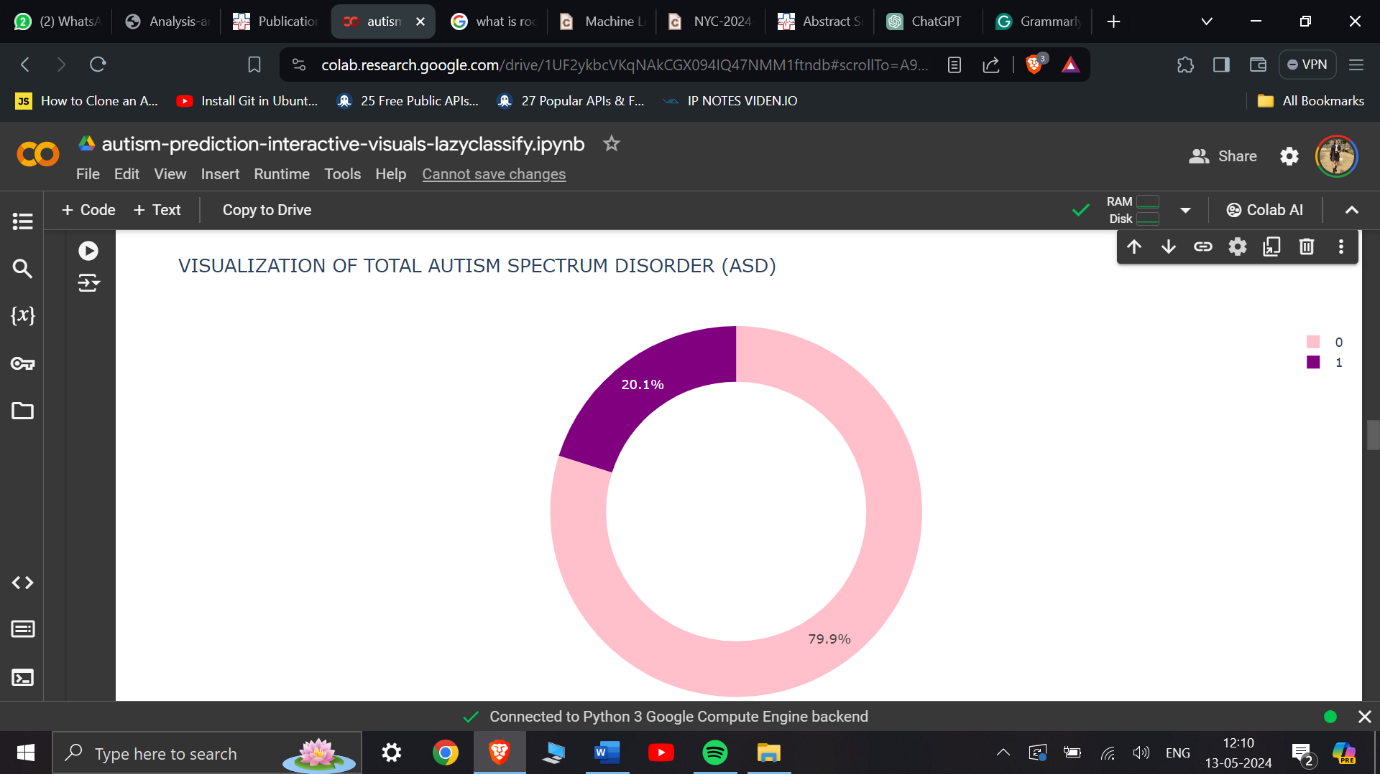 (2) WhatsA
Analysis-a
Publication
autism
what is roc
Machine L
NYC-2024
Abstract S
ChatGPT
Grammarly
colab.research.google.com/drive/1UF2ykbcVKqNAkCGX094IQ47NMM1ftndb#scrollTo=A9...
3
VPN
JS How to Clone an A...
Install Git in Ubunt...
25 Free Public APIs...
27 Popular APIs & F...
IP NOTES VIDEN.IO
All Bookmarks
autism-prediction-interactive-visuals-lazyclassify.ipynb
Share
File Edit View Insert Runtime Tools Help Cannot save changes
+ Code + Text Copy to Drive
RAM
Disk
Colab AI
VISUALIZATION OF TOTAL AUTISM SPECTRUM DISORDER (ASD)
{x}
0
1
20.1%
79.9%
Connected to Python 3 Google Compute Engine backend
Type here to search
ENG
12:10
13-05-2024
2
PRE